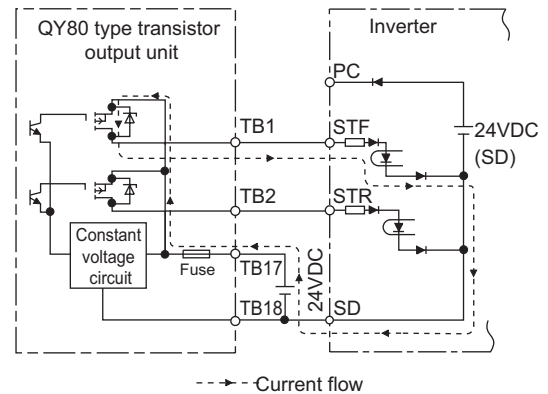 QY80 type transistor
output unit
Inverter
PC
TB1
STF
24VDC
(SD)
TB2
STR
Constant
voltage
circuit
Fuse
TB17
24VDC
TB18
SD
Current flow